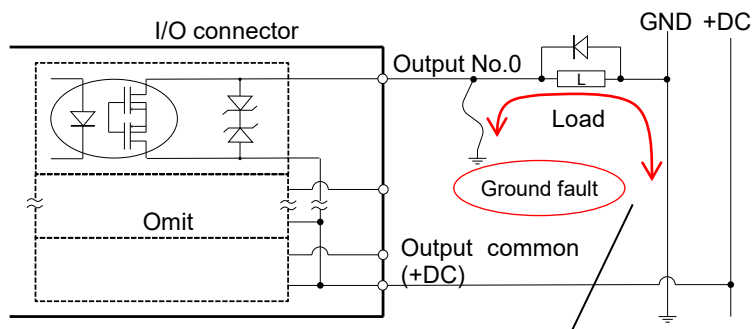 I/O connector
GND +DC
Output No.0
L
Load
Ground fault
Omit
Output common
(+DC)